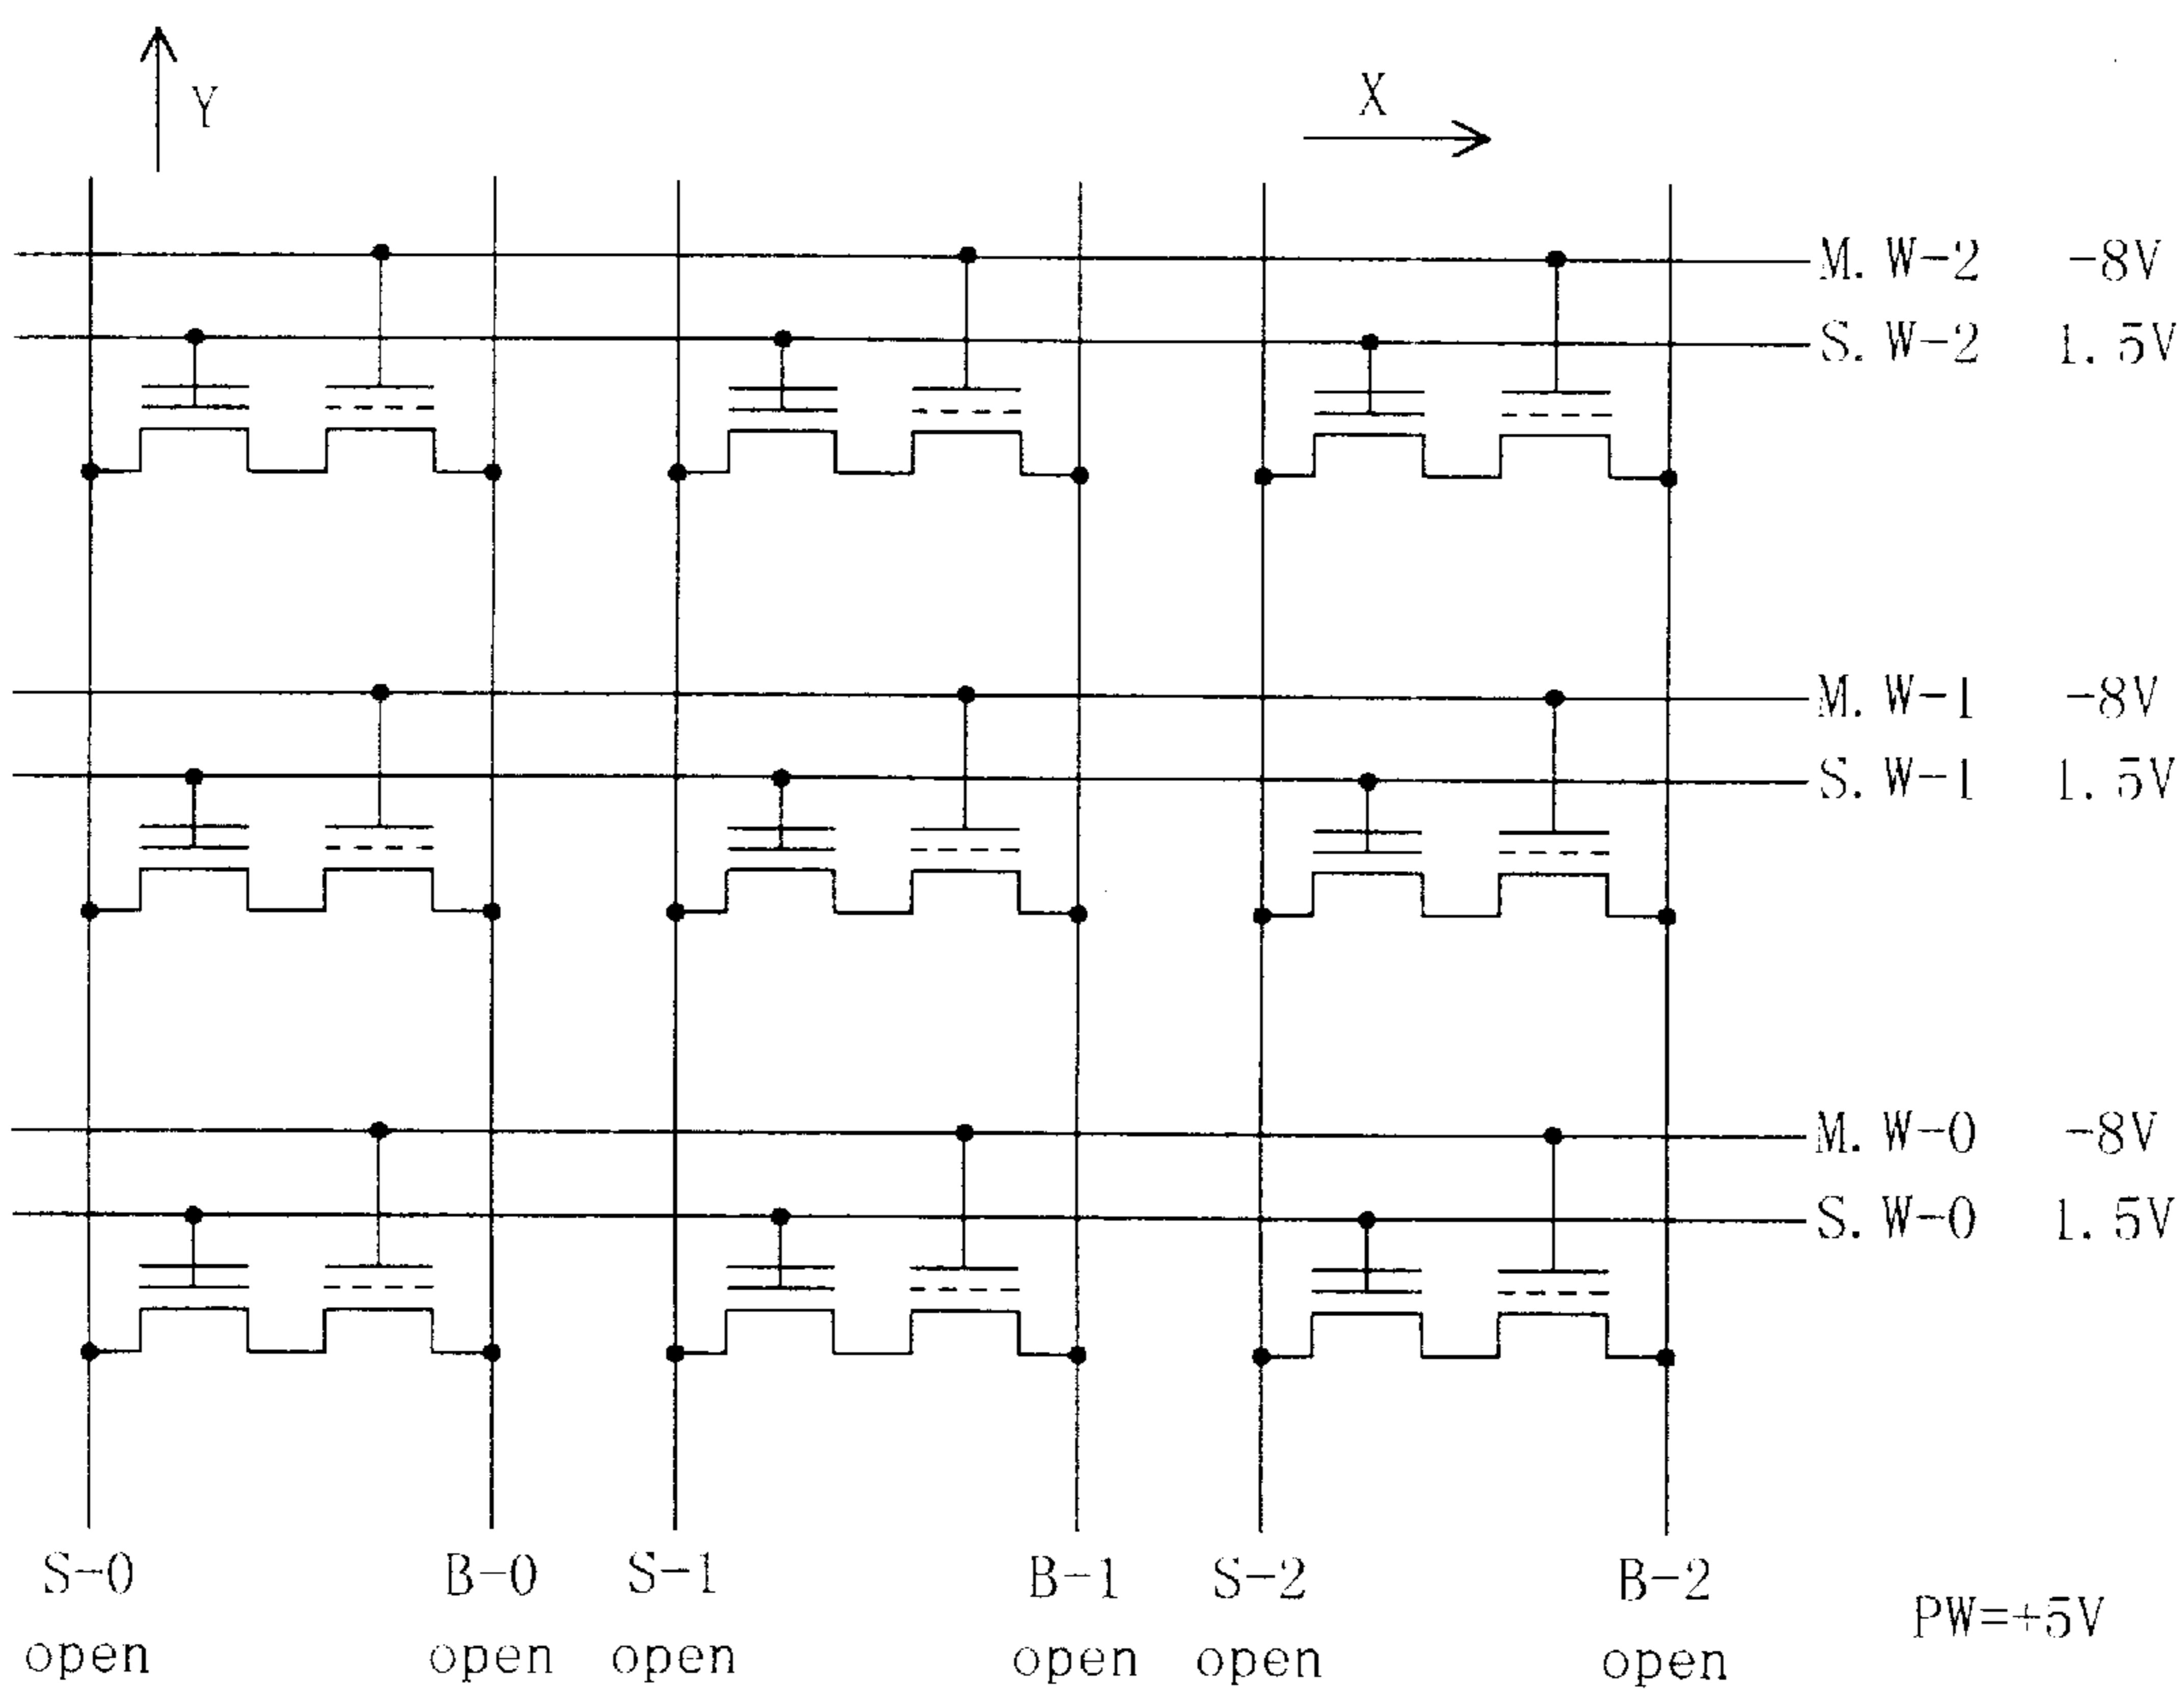 Y
X
M. W-2 -8V
S. W-2 1. 5V
M. W-1 -8V
S. W-1 1. 5V
M. W-0 -8V
S. W-0 1. 5V
S-0 B-0 S-1 B-1 S-2 B-2
open open open open open open
PW=+5V